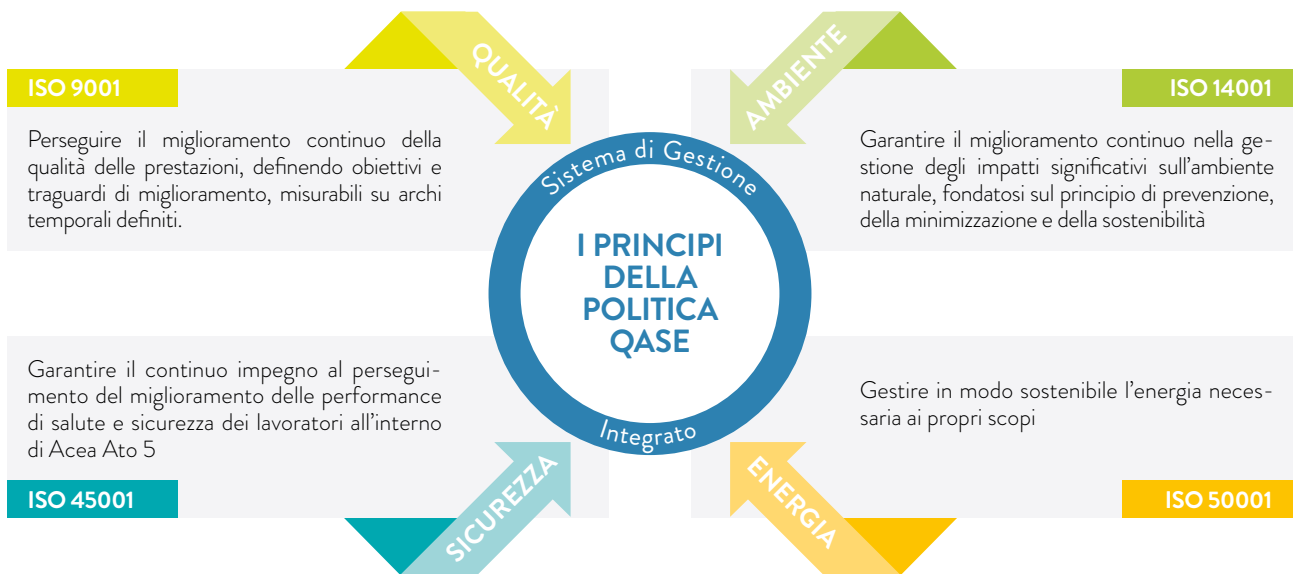 QUALITÀ
ISO 9001
Perseguire il miglioramento continuo della
qualità delle prestazioni, definendo obiettivi e
traguardi di miglioramento, misurabili su archi
temporali definiti.
AMBIENTE
ISO 14001
Garantire il miglioramento continuo nella ge-
stione degli impatti significativi sull'ambiente
naturale, fondatosi sul principio di prevenzione,
della minimizzazione e della sostenibilità
Sistema di Gestione
I PRINCIPI
DELLA
POLITICA
QASE
Integrato
Garantire il continuo impegno al persegui-
mento del miglioramento delle performance
di salute e sicurezza dei lavoratori all'interno
di Acea Ato 5
ISO 45001
SICUREZZA
Gestire in modo sostenibile l'energia neces-
saria ai propri scopi
ISO 50001
ENERGIA